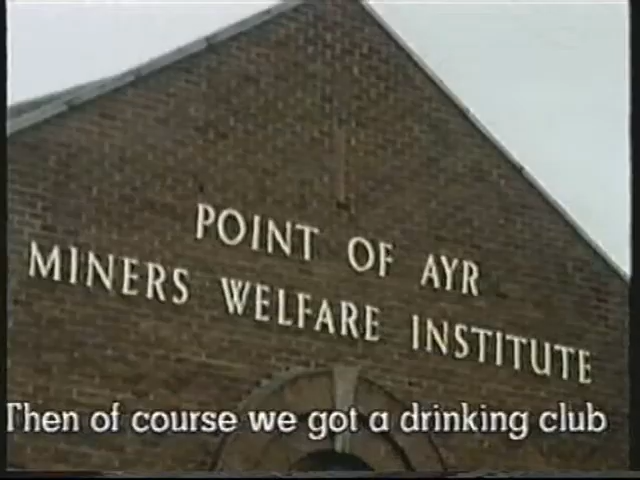 POINT OF AYR
MINERS WELFARE INSTITUTE
Then of course we got a drinking club